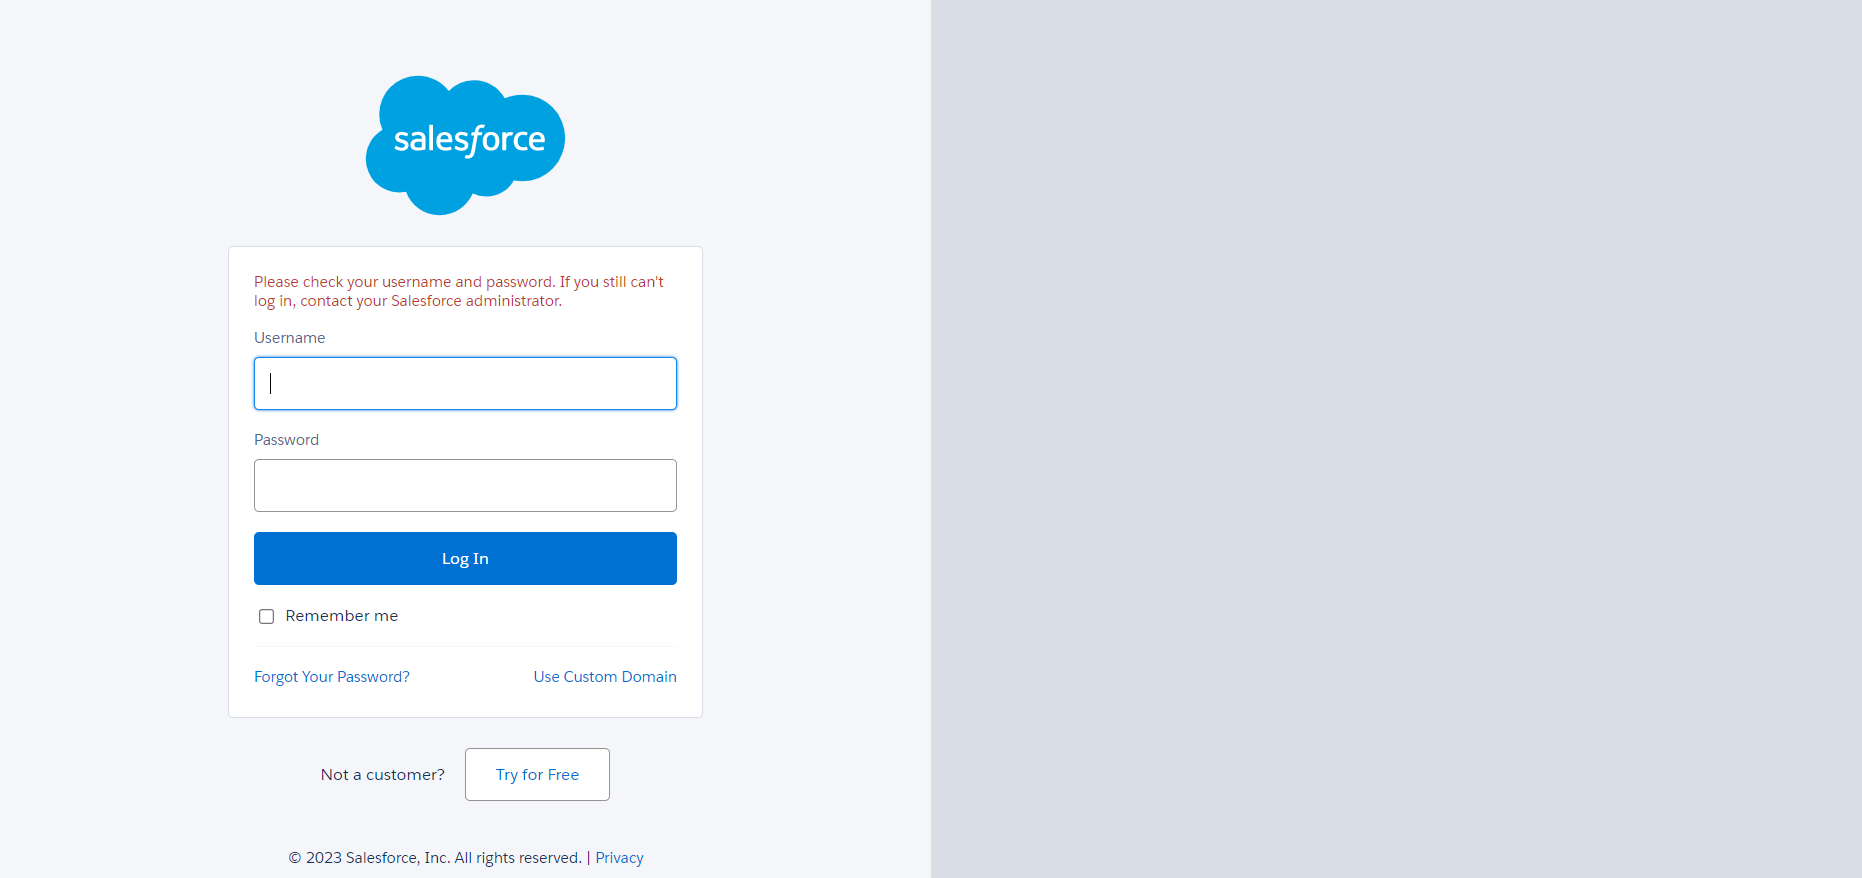 salesforce
Please check your username and password. If you still can't
log in, contact your Salesforce administrator.
Username
Password
Log In
Remember me
Forgot Your Password?
Use Custom Domain
Not a customer?
Try for Free
© 2023 Salesforce, Inc. All rights reserved. | Privacy